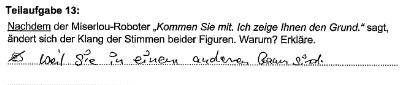 Teilaufgabe 13:
Nachdem der Miserlou-Roboter „Kommen Sie mit. Ich zeige Ihnen den Grund.“ sagt,
ändert sich der Klang der Stimmen beider Figuren. Warum? Erkläre.
Weil Sie in einem anderen Raum sind.